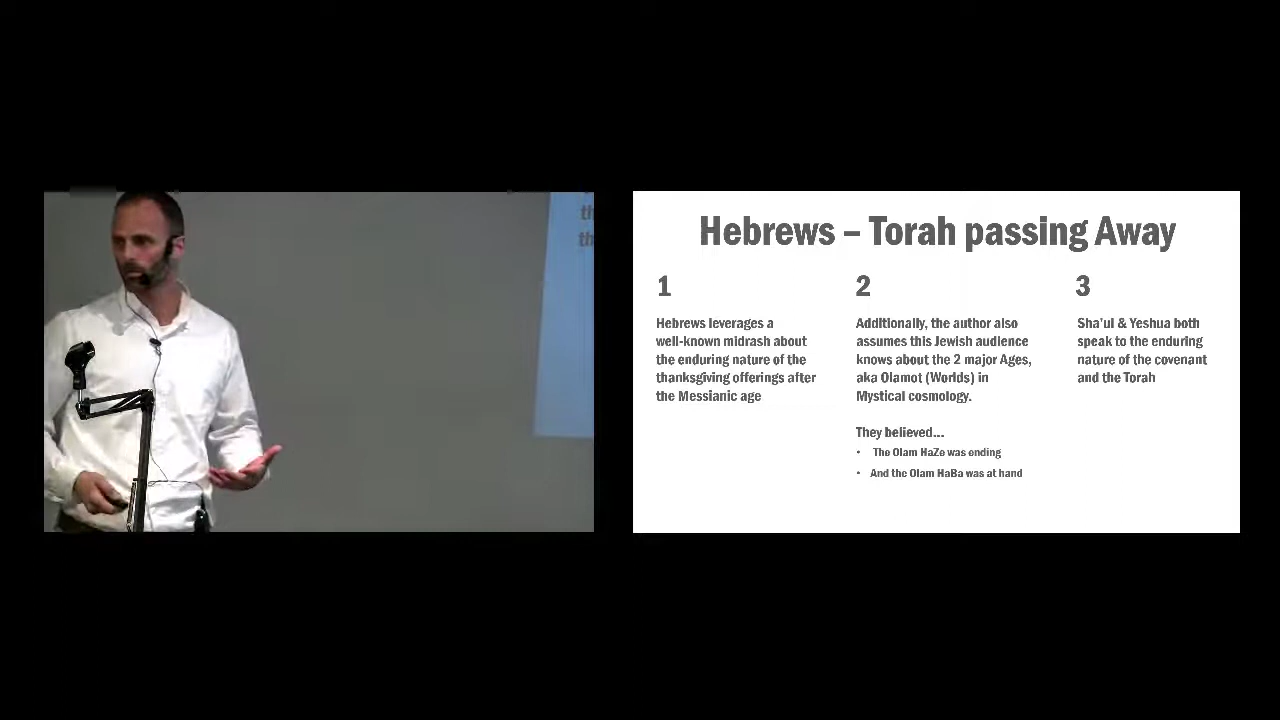 th
th
Hebrews – Torah passing Away
1
Hebrews leverages a
well-known midrash about
the enduring nature of the
thanksgiving offerings after
the Messianic age
2
Additionally, the author also
assumes this Jewish audience
knows about the 2 major Ages,
aka Olamot (Worlds) in
Mystical cosmology.
They believed...
• The Olam HaZe was ending
• And the Olam HaBa was at hand
3
Sha'ul & Yeshua both
speak to the enduring
nature of the covenant
and the Torah